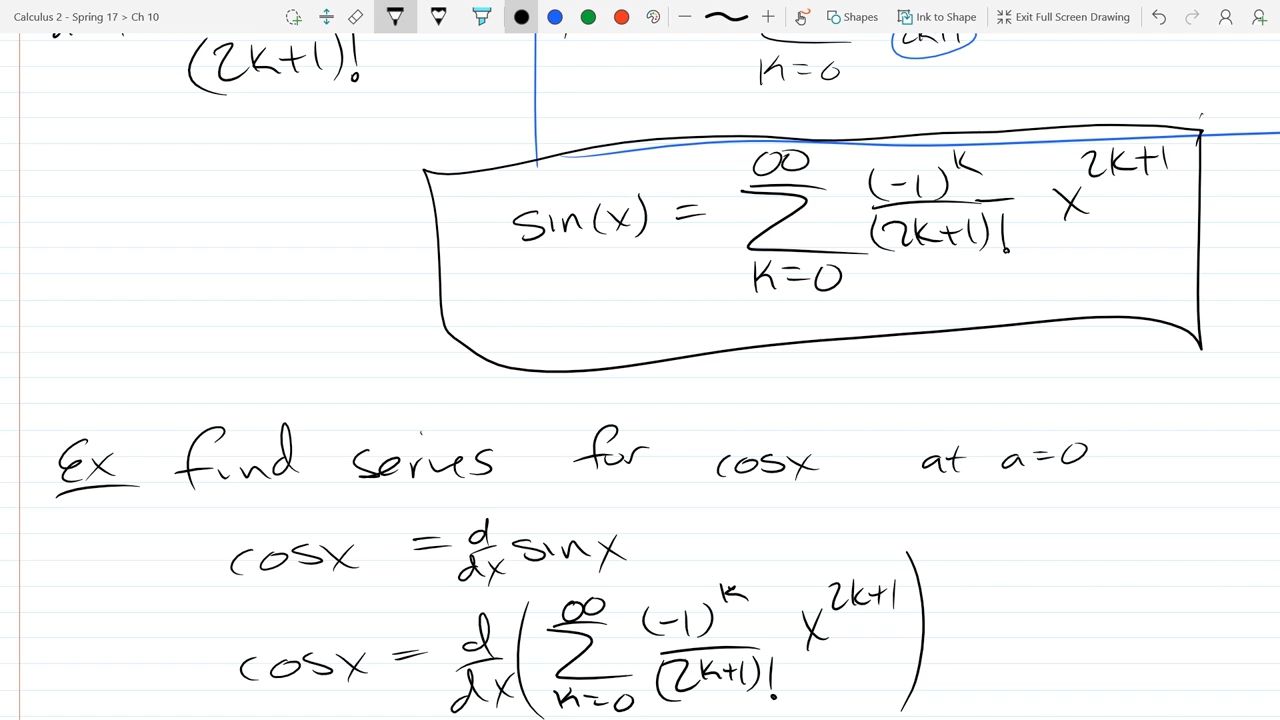 Calculus 2 - Spring 17 > Ch 10
Shapes
Ink to Shape
Exit Full Screen Drawing
(2k+1)!
k=0
sin(x) = ∞ ∑ k=0 (-1)^k / (2k+1)! x^(2k+1)
Ex find series for cosx at a=0
cosx = d/dx sinx
cosx = d/dx ( ∞ ∑ k=0 (-1)^k / (2k+1)! x^(2k+1) )